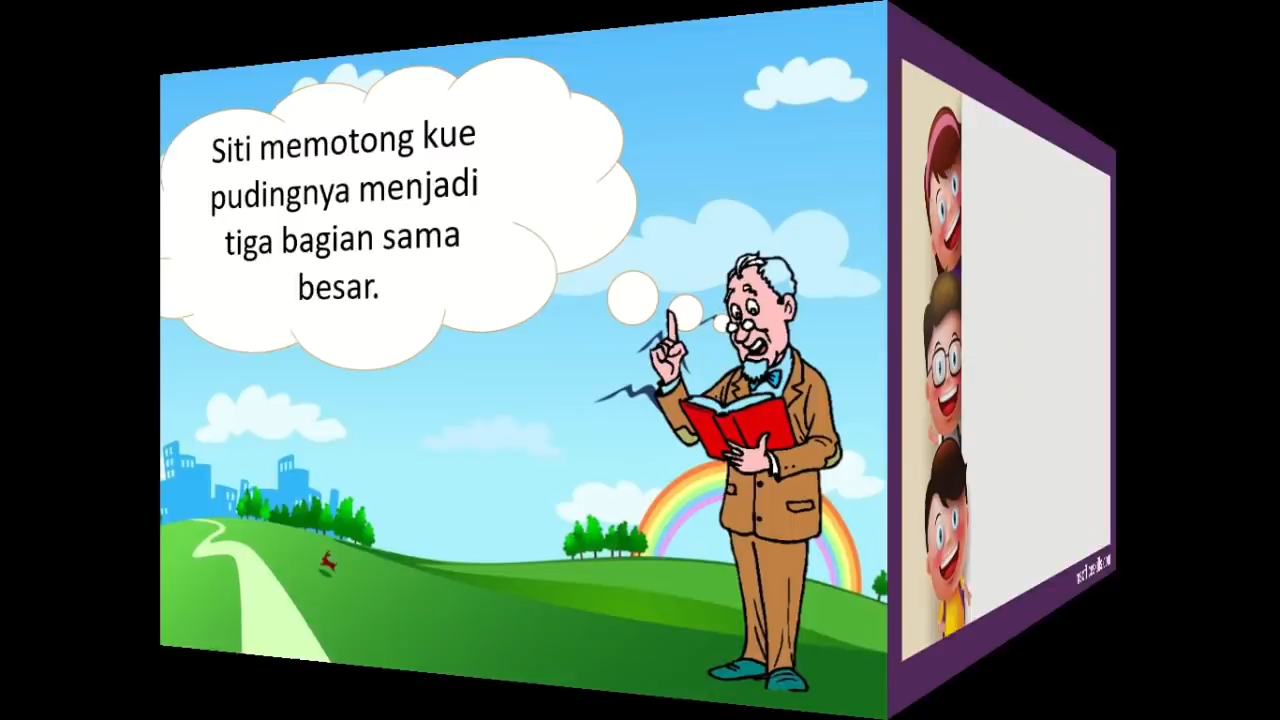 Siti memotong kue
pudingnya menjadi
tiga bagian sama
besar.